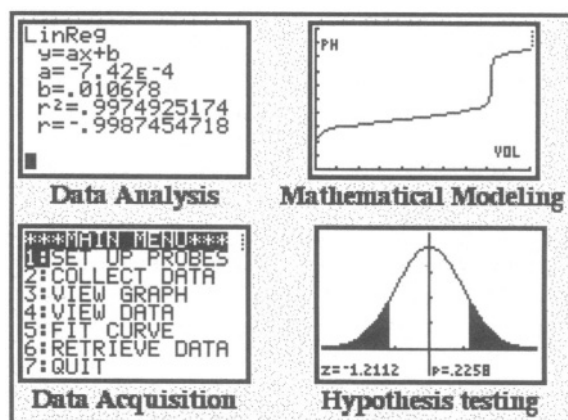 LinReg
y=ax+b
a=-7.42E-4
b=.010678
r²=.9974925174
r=-.9987454718
Data Analysis
PH
VOL
Mathematical Modeling
***MAIN MENU***
1:SET UP PROBES
2:COLLECT DATA
3:VIEW GRAPH
4:VIEW DATA
5:FIT CURVE
6:RETRIEVE DATA
7:QUIT
Data Acquisition
z=-1.2112 p=.2258
Hypothesis testing